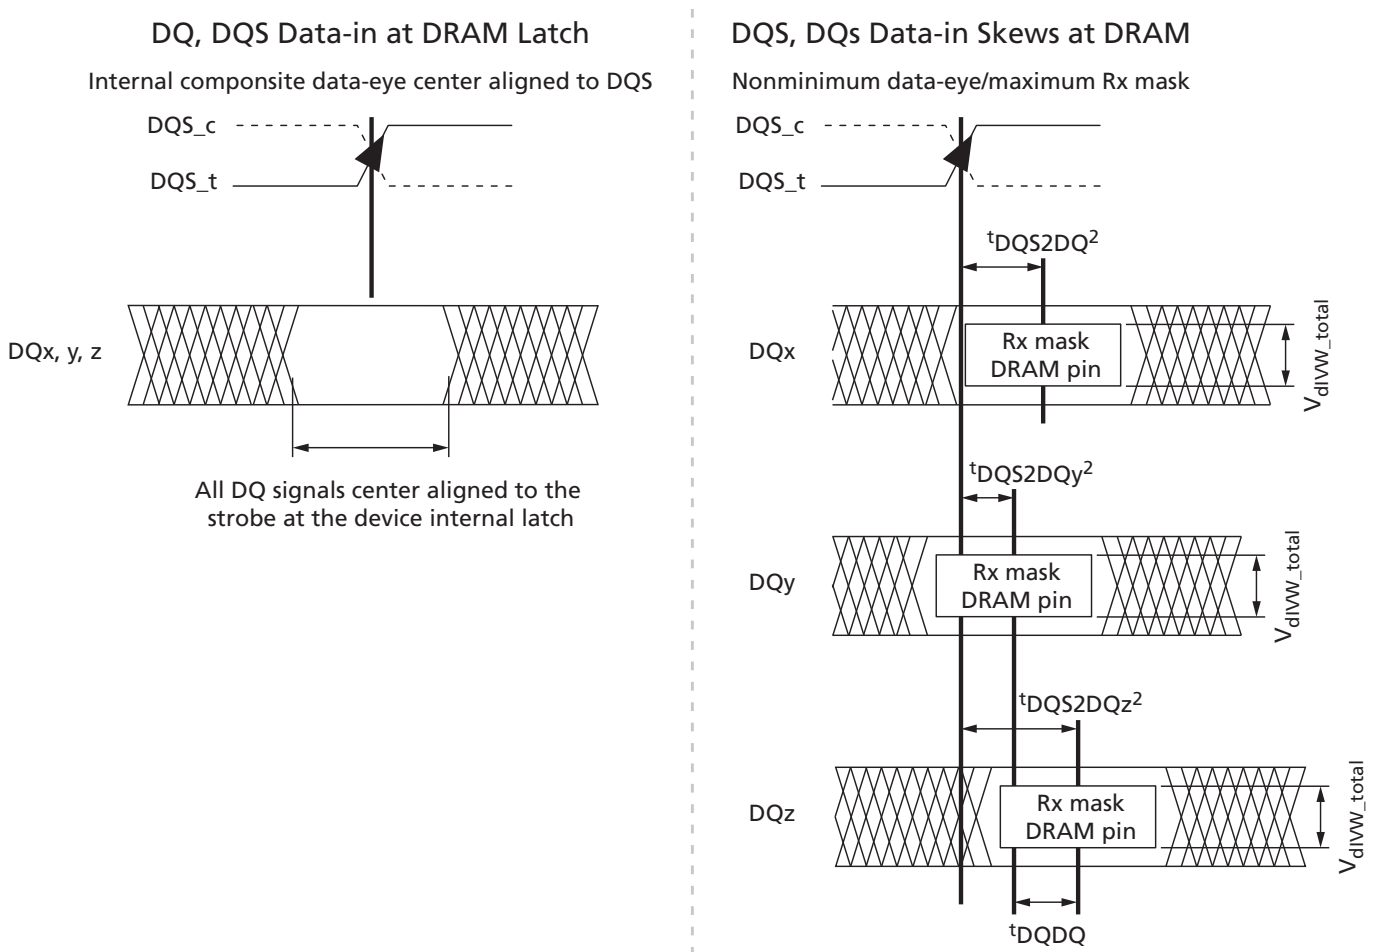 DQ, DQS Data-in at DRAM Latch
Internal componsite data-eye center aligned to DQS
DQS_c
DQS_t
DQx, y, z
All DQ signals center aligned to the
strobe at the device internal latch
DQS, DQs Data-in Skews at DRAM
Nonminimum data-eye/maximum Rx mask
DQS_c
DQS_t
tDQS2DQ2
DQx
Rx mask
DRAM pin
VdIVW_total
tDQS2DQy2
DQy
Rx mask
DRAM pin
VdIVW_total
tDQS2DQz2
DQz
Rx mask
DRAM pin
VdIVW_total
tDQDQ